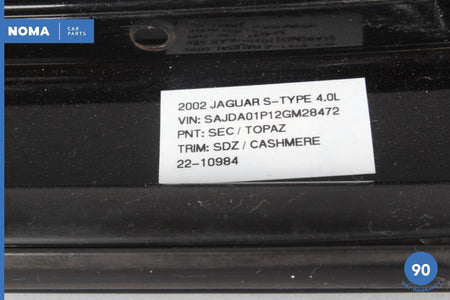 NOMA CAR PARTS
2002 JAGUAR S-TYPE 4.0L
VIN: SAJDA01P12GM28472
PNT: SEC / TOPAZ
TRIM: SDZ / CASHMERE
22-10984
90